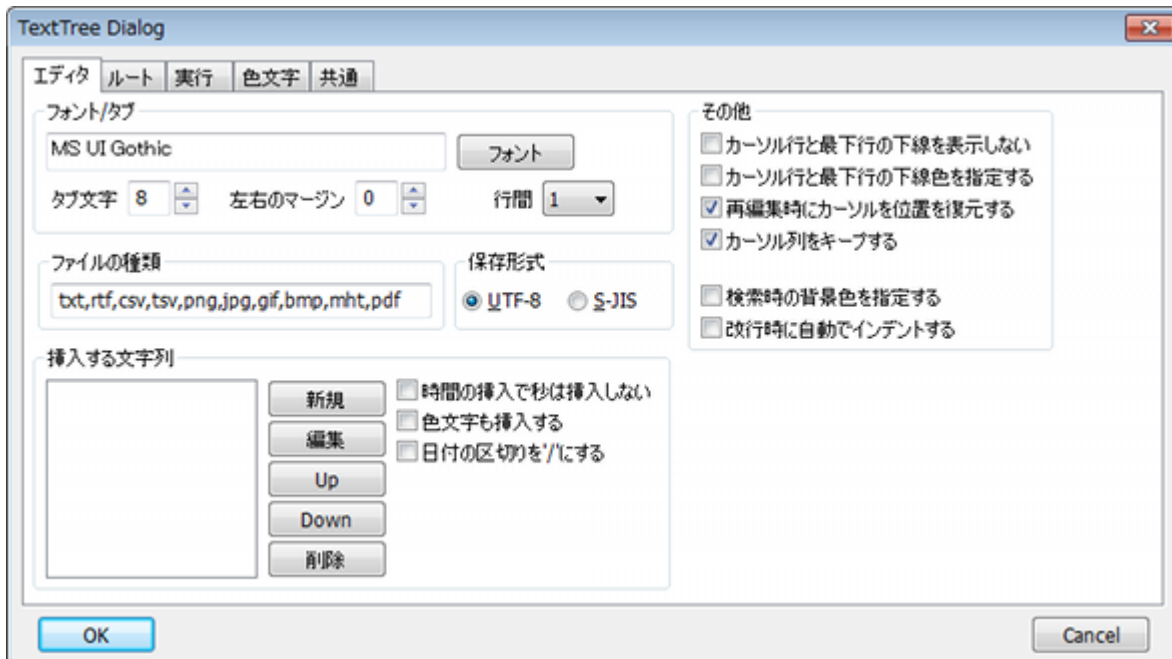 TextTree Dialog
エディタ ルート 実行 色文字 共通
フォント/タブ
MS UI Gothic フォント
タブ文字 8 左右のマージン 0 行間 1
ファイルの種類
txt,rtf,csv,tsv,png,jpg,gif,bmp,mht,pdf
保存形式
UTF-8 S-JIS
挿入する文字列
新規
編集
Up
Down
削除
時間の挿入で秒は挿入しない
色文字も挿入する
日付の区切りを'/'にする
その他
カーソル行と最下行の下線を表示しない
カーソル行と最下行の下線色を指定する
再編集時にカーソルを位置を復元する
カーソル列をキープする
検索時の背景色を指定する
改行時に自動でインデントする
OK Cancel